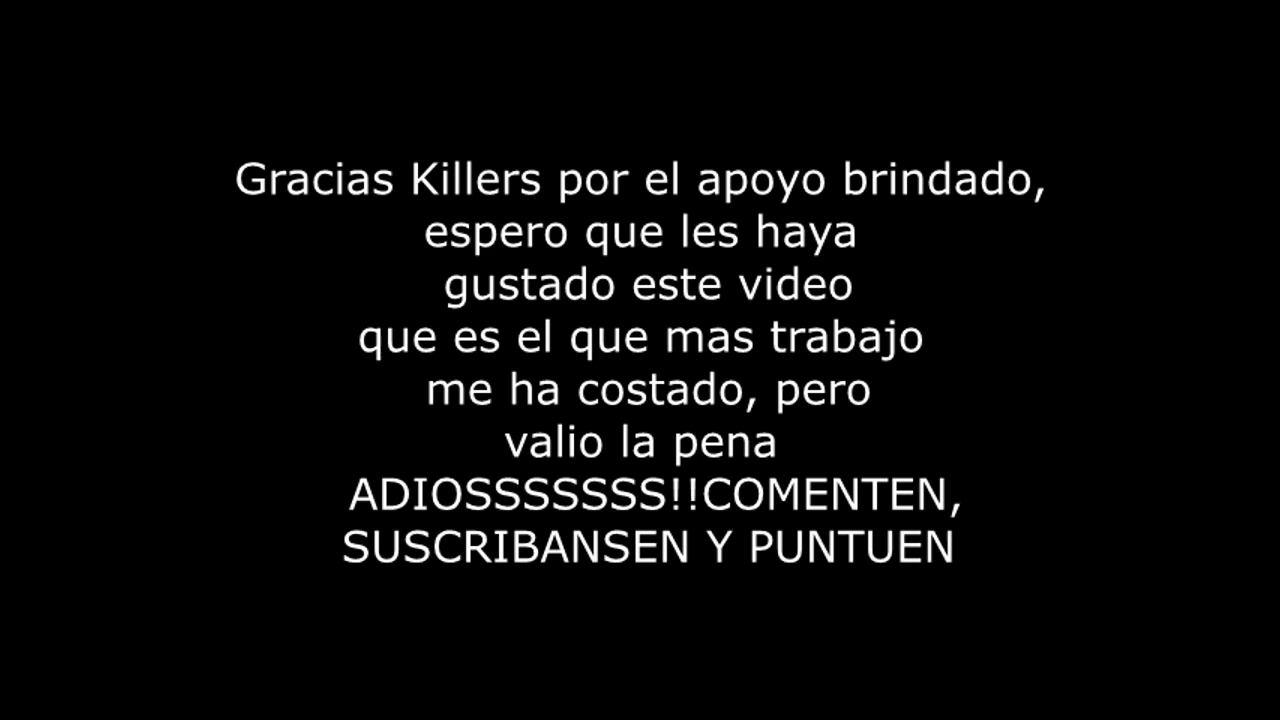 Gracias Killers por el apoyo brindado,
espero que les haya
gustado este video
que es el que mas trabajo
me ha costado, pero
valio la pena
ADIOSSSSSSS!!COMENTEN,
SUSCRIBANSEN Y PUNTUEN